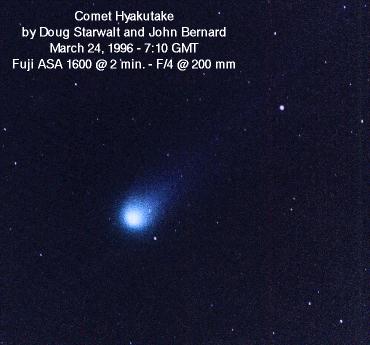 Comet Hyakutake
by Doug Starwalt and John Bernard
March 24, 1996 - 7:10 GMT
Fuji ASA 1600 @ 2 min. - F/4 @ 200 mm